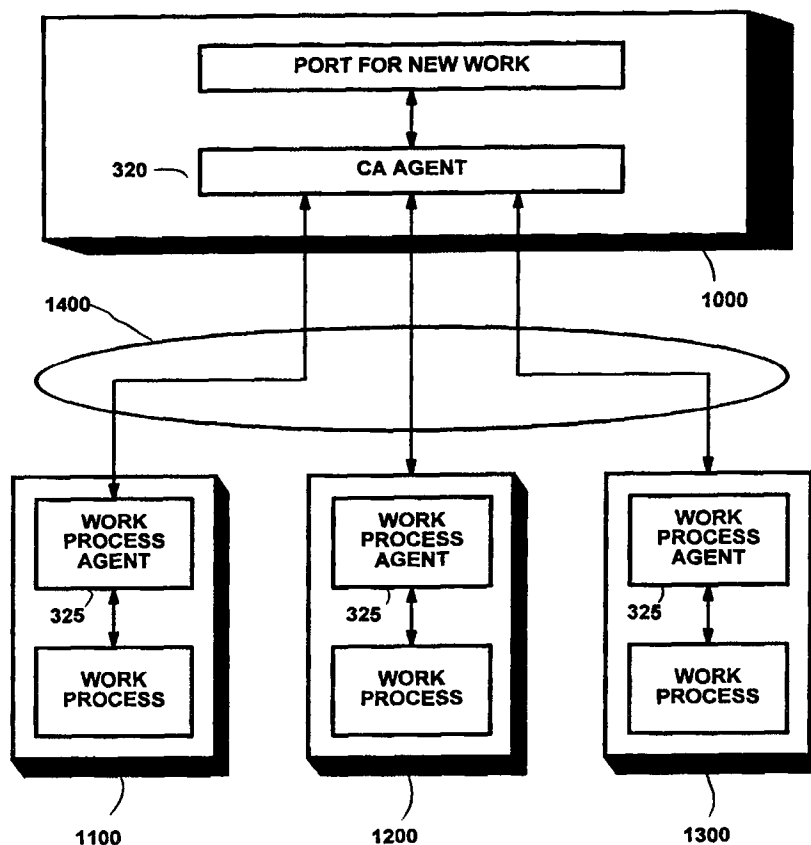 PORT FOR NEW WORK
320
CA AGENT
1000
1400
WORK
PROCESS
AGENT
325
WORK
PROCESS
1100
WORK
PROCESS
AGENT
325
WORK
PROCESS
1200
WORK
PROCESS
AGENT
325
WORK
PROCESS
1300